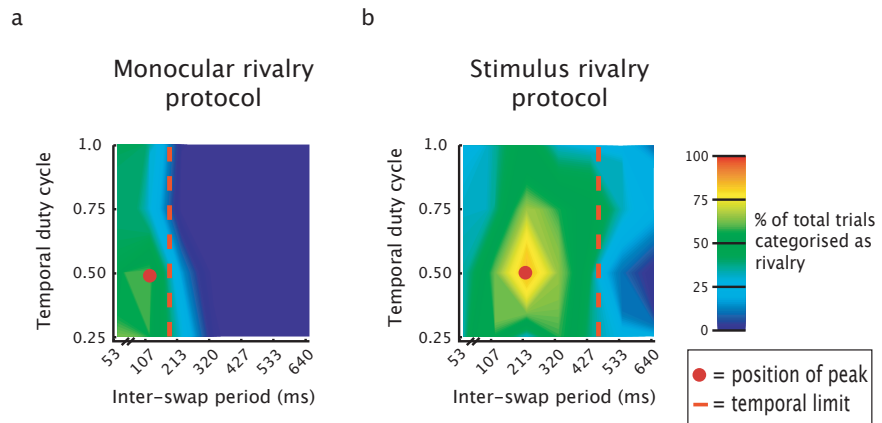 a
Monocular rivalry
protocol
Temporal duty cycle
1.0
0.75
0.50
0.25
53
107
213
320
427
533
640
Inter-swap period (ms)
b
Stimulus rivalry
protocol
Temporal duty cycle
1.0
0.75
0.50
0.25
53
107
213
320
427
533
640
Inter-swap period (ms)
100
75
50
25
0
% of total trials
categorised as
rivalry
= position of peak
= temporal limit